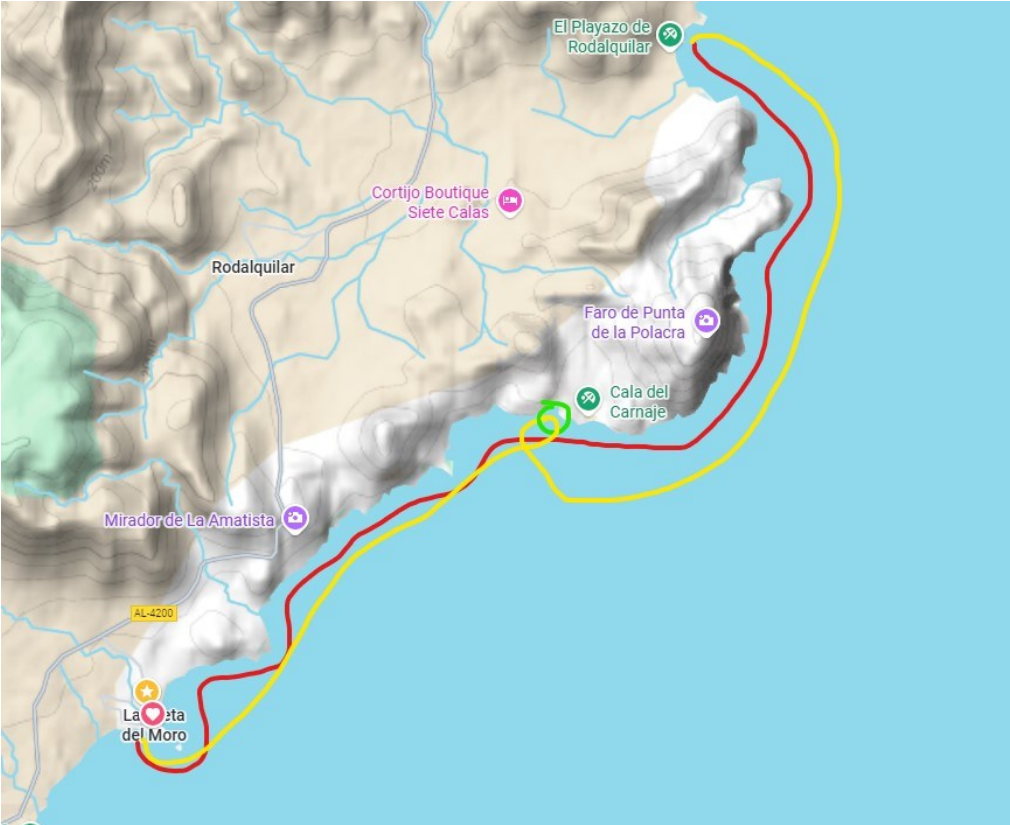 El Playazo de
Rodalquilar
200m
Cortijo Boutique
Siete Calas
Rodalquilar
Faro de Punta
de la Polacra
Cala del
Carnaje
Mirador de La Amatista
AL-4200
del Moro